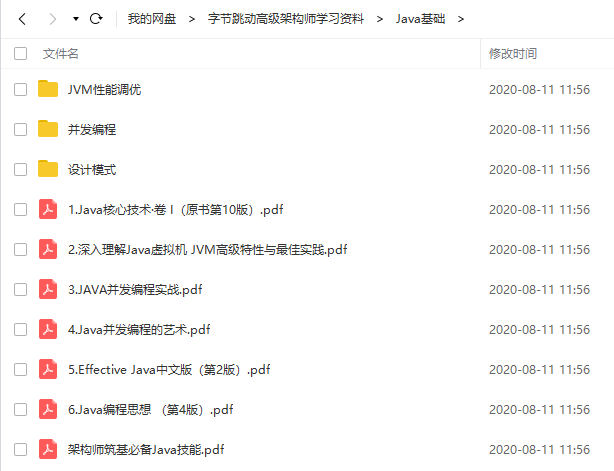 我的网盘 > 字节跳动高级架构师学习资料 > Java基础 >
文件名 修改时间
JVM性能调优 2020-08-11 11:56
并发编程 2020-08-11 11:56
设计模式 2020-08-11 11:56
1.Java核心技术·卷Ⅰ（原书第10版）.pdf 2020-08-11 11:56
2.深入理解Java虚拟机 JVM高级特性与最佳实践.pdf 2020-08-11 11:56
3.JAVA并发编程实战.pdf 2020-08-11 11:56
4.Java并发编程的艺术.pdf 2020-08-11 11:56
5.Effective Java中文版（第2版）.pdf 2020-08-11 11:56
6.Java编程思想 （第4版）.pdf 2020-08-11 11:56
架构师筑基必备Java技能.pdf 2020-08-11 11:56